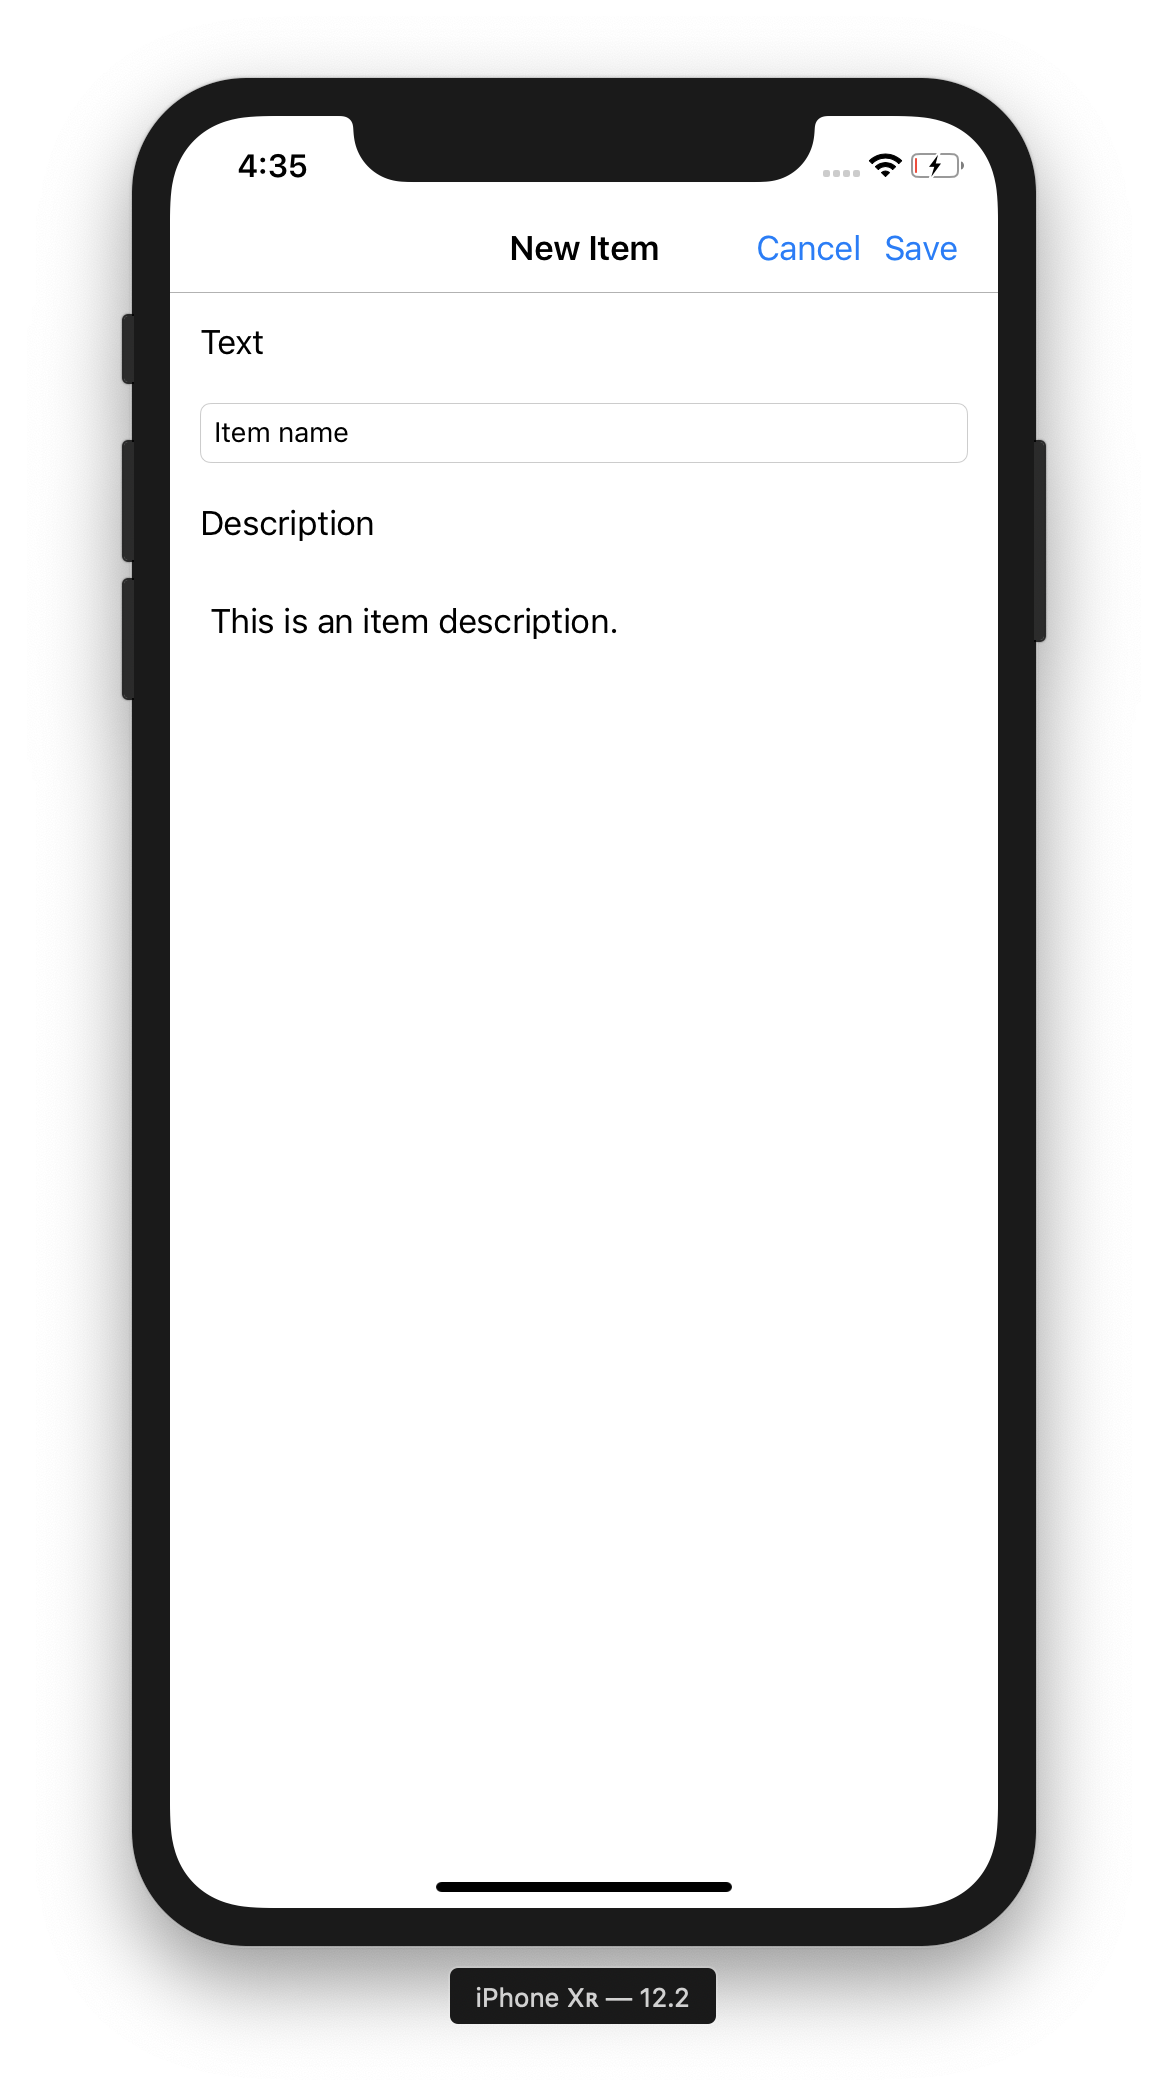 4:35
New Item Cancel Save
Text
Item name
Description
This is an item description.
iPhone Xʀ — 12.2